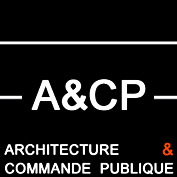 A&CP
ARCHITECTURE &
COMMANDE PUBLIQUE